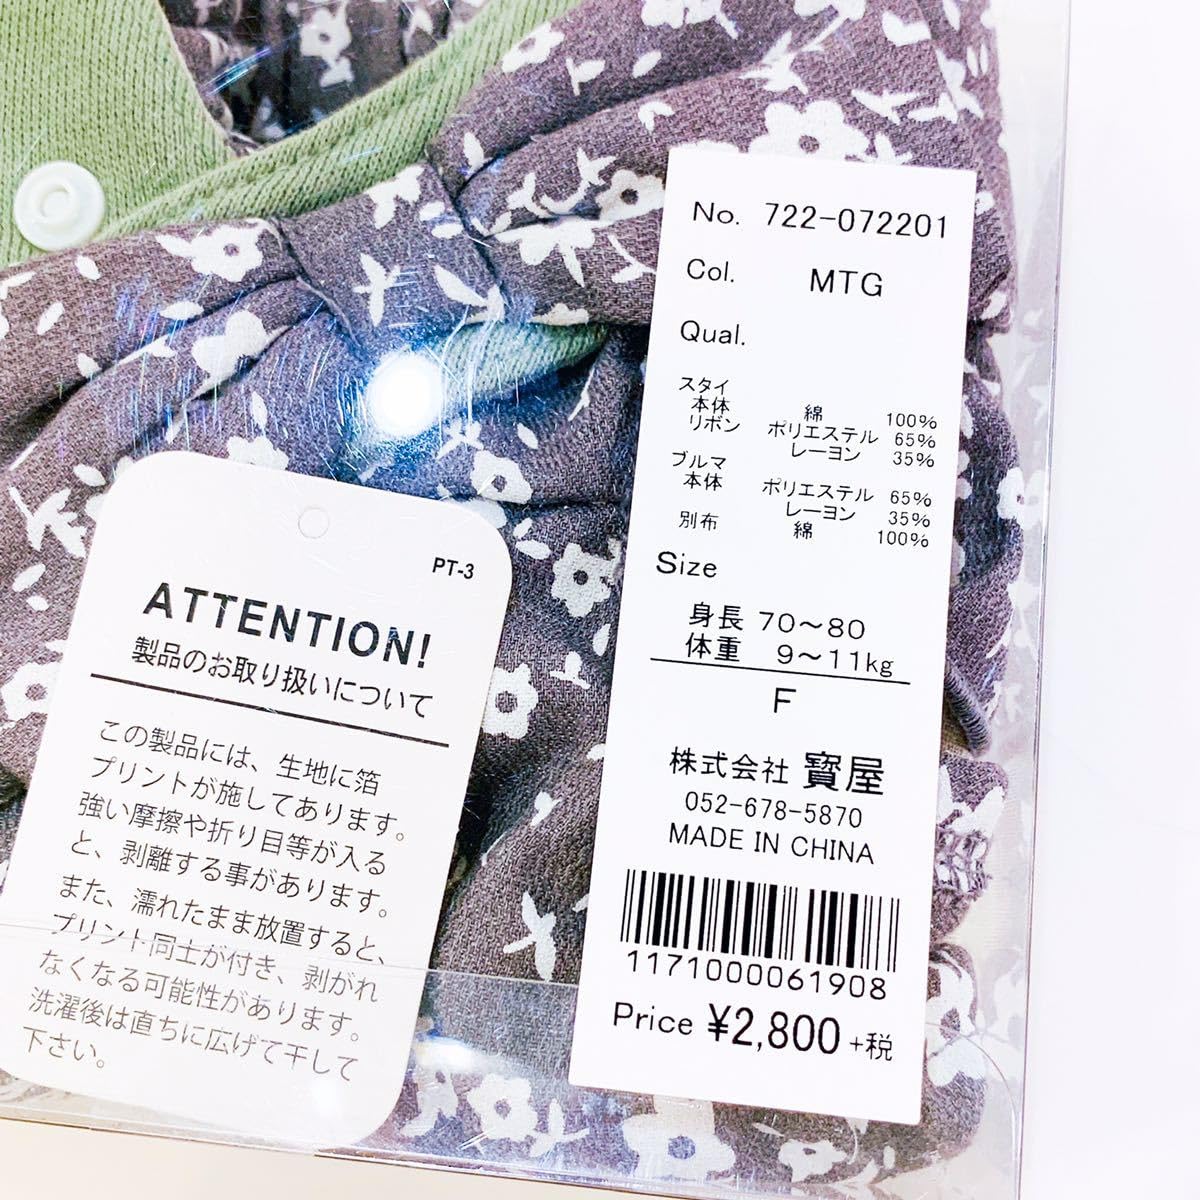 No. 722-072201
Col. MTG
Qual.
スタイ
本体 綿 100%
リボン ポリエステル 65%
レーヨン 35%
ブルマ
本体 ポリエステル 65%
レーヨン 35%
別布 綿 100%
Size
身長 70～80
体重 9～11kg
F
株式会社 寳屋
052-678-5870
MADE IN CHINA
1171000061908
Price ¥2,800 +税
PT-3
ATTENTION!
製品のお取り扱いについて
この製品には、生地に箔
プリントが施してあります。
強い摩擦や折り目等が入る
と、剥離する事があります。
また、濡れたまま放置すると、
プリント同士が付き、剥がれ
なくなる可能性があります。
洗濯後は直ちに広げて干して
下さい。